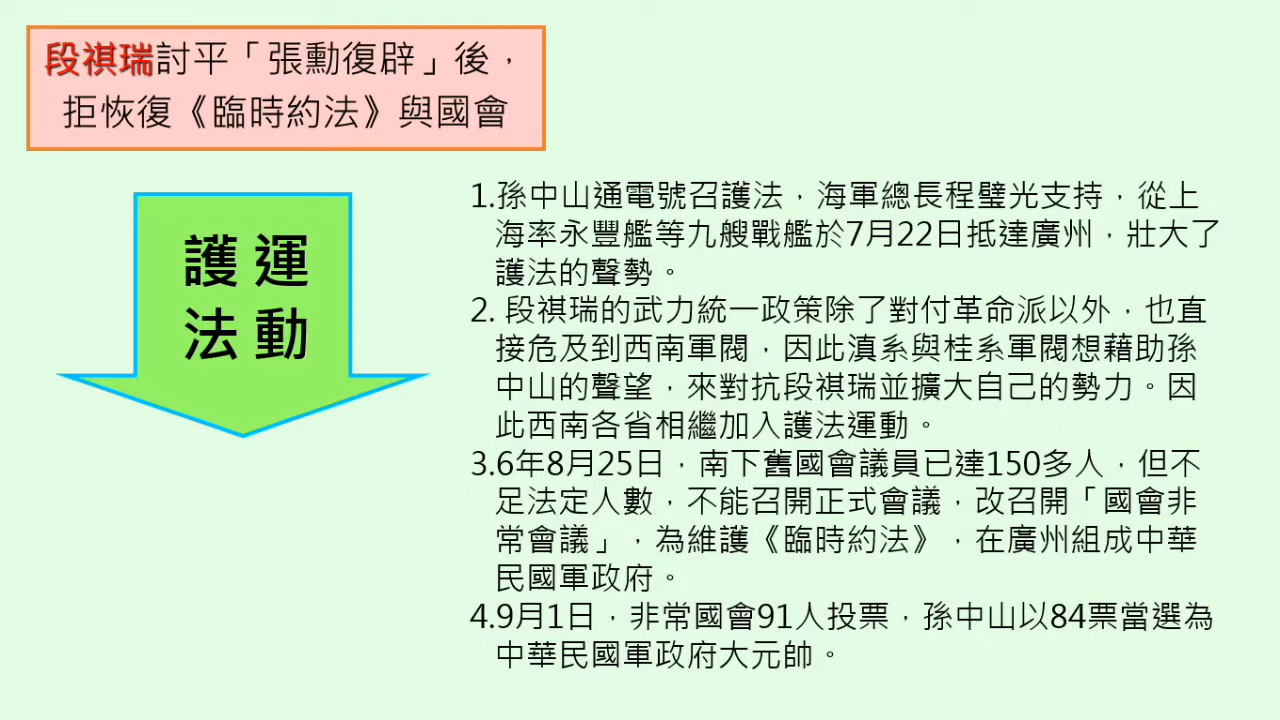 段祺瑞討平「張勳復辟」後，
拒恢復《臨時約法》與國會
護運
法動
1.孫中山通電號召護法，海軍總長程璧光支持，從上
海率永豐艦等九艘戰艦於7月22日抵達廣州，壯大了
護法的聲勢。
2. 段祺瑞的武力統一政策除了對付革命派以外，也直
接危及到西南軍閥，因此滇系與桂系軍閥想藉助孫
中山的聲望，來對抗段祺瑞並擴大自己的勢力。因
此西南各省相繼加入護法運動。
3.6年8月25日，南下舊國會議員已達150多人，但不
足法定人數，不能召開正式會議，改召開「國會非
常會議」，為維護《臨時約法》，在廣州組成中華
民國軍政府。
4.9月1日，非常國會91人投票，孫中山以84票當選為
中華民國軍政府大元帥。